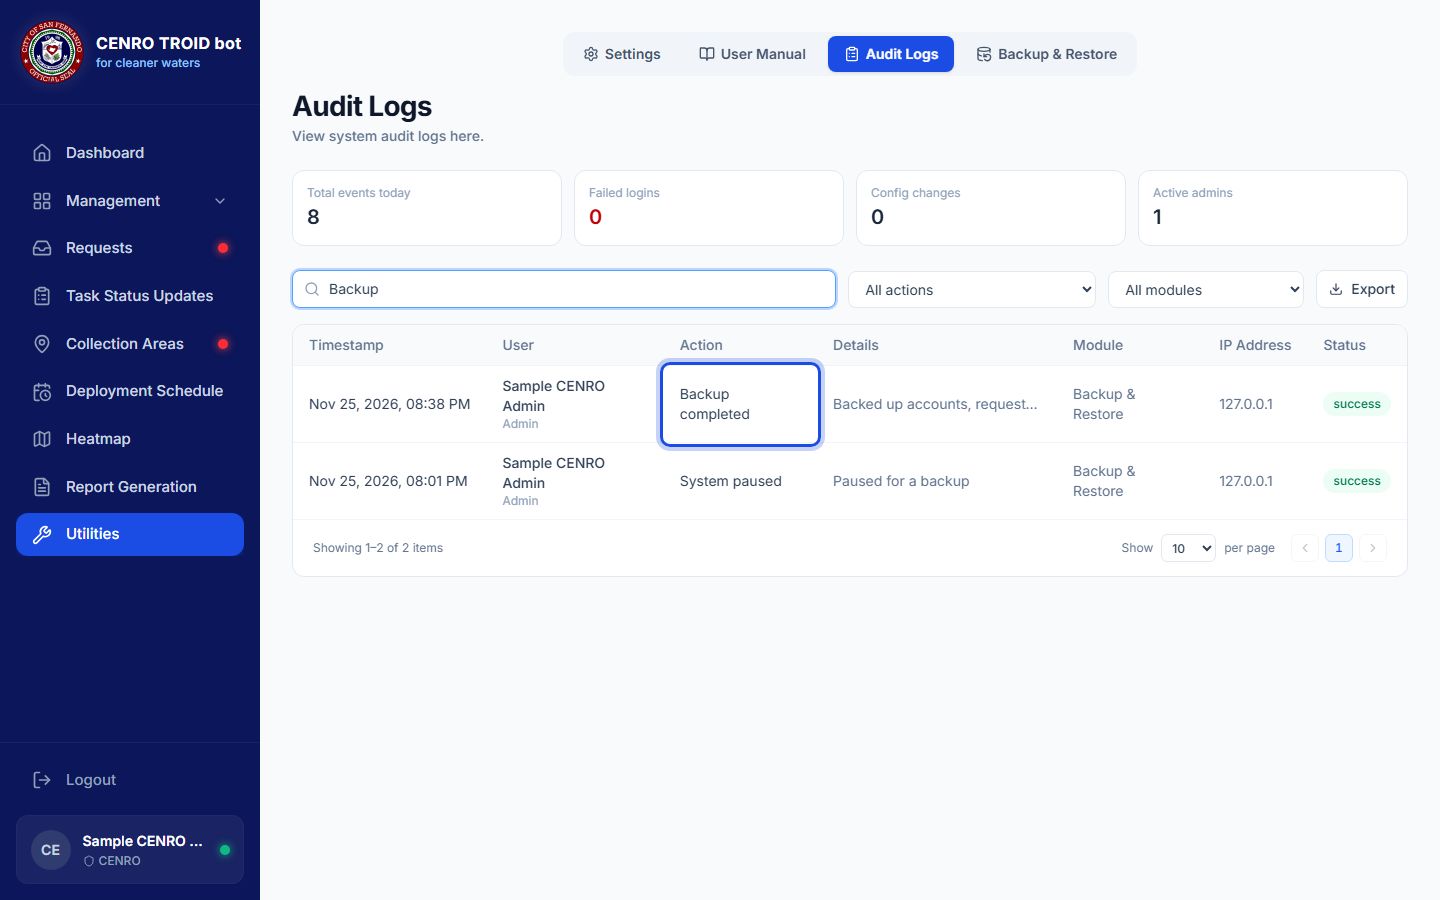 CITY OF SAN FERNANDO
OFFICIAL SEAL
CENRO TROID bot
for cleaner waters
Dashboard
Management
Requests
Task Status Updates
Collection Areas
Deployment Schedule
Heatmap
Report Generation
Utilities
Logout
CE
Sample CENRO ...
CENRO
Settings
User Manual
Audit Logs
Backup & Restore
Audit Logs
View system audit logs here.
Total events today
8
Failed logins
0
Config changes
0
Active admins
1
Backup
All actions
All modules
Export
Timestamp User Action Details Module IP Address Status
Nov 25, 2026, 08:38 PM
Sample CENRO
Admin
Admin
Backup
completed
Backed up accounts, request...
Backup &
Restore
127.0.0.1
success
Nov 25, 2026, 08:01 PM
Sample CENRO
Admin
Admin
System paused
Paused for a backup
Backup &
Restore
127.0.0.1
success
Showing 1–2 of 2 items
Show 10 per page
1